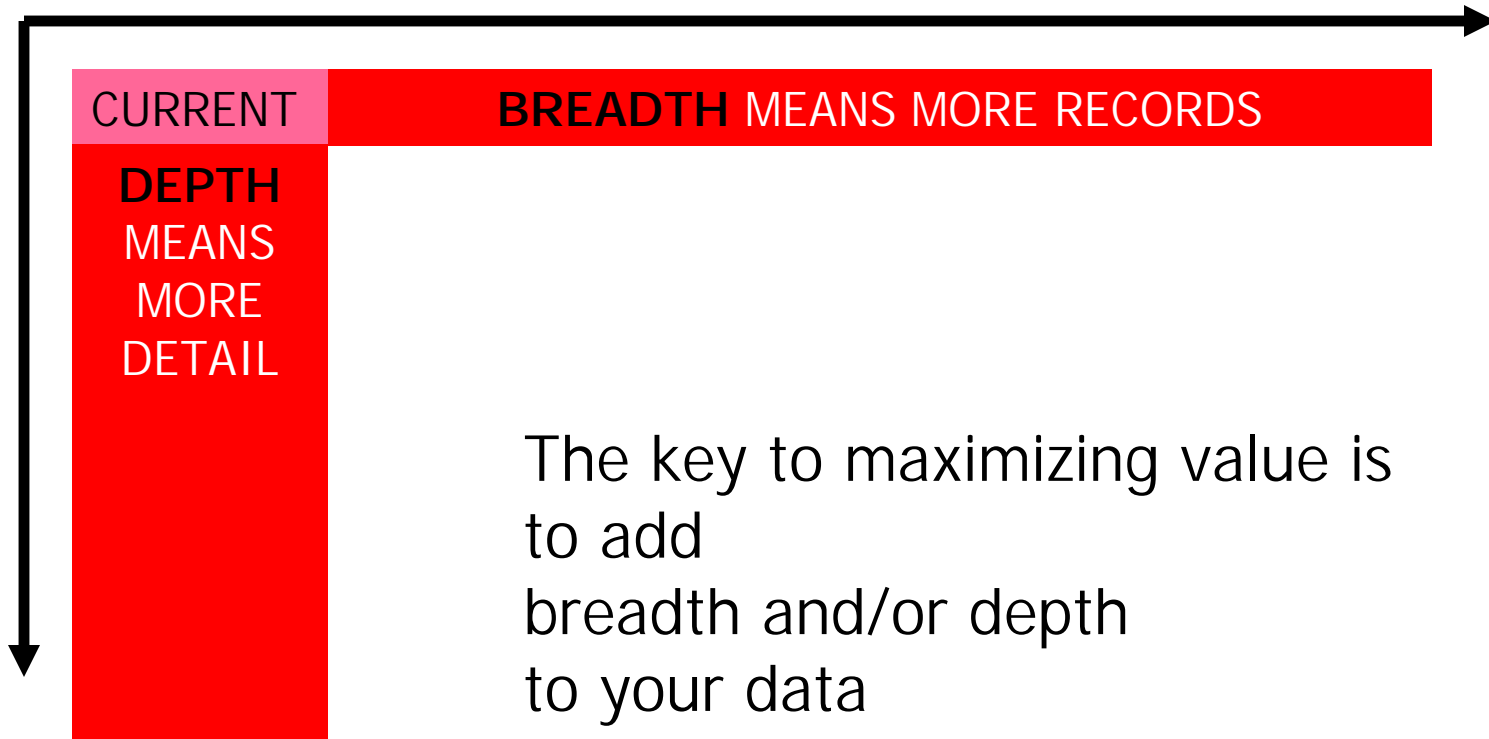 CURRENT
BREADTH MEANS MORE RECORDS
DEPTH
MEANS
MORE
DETAIL
The key to maximizing value is
to add
breadth and/or depth
to your data